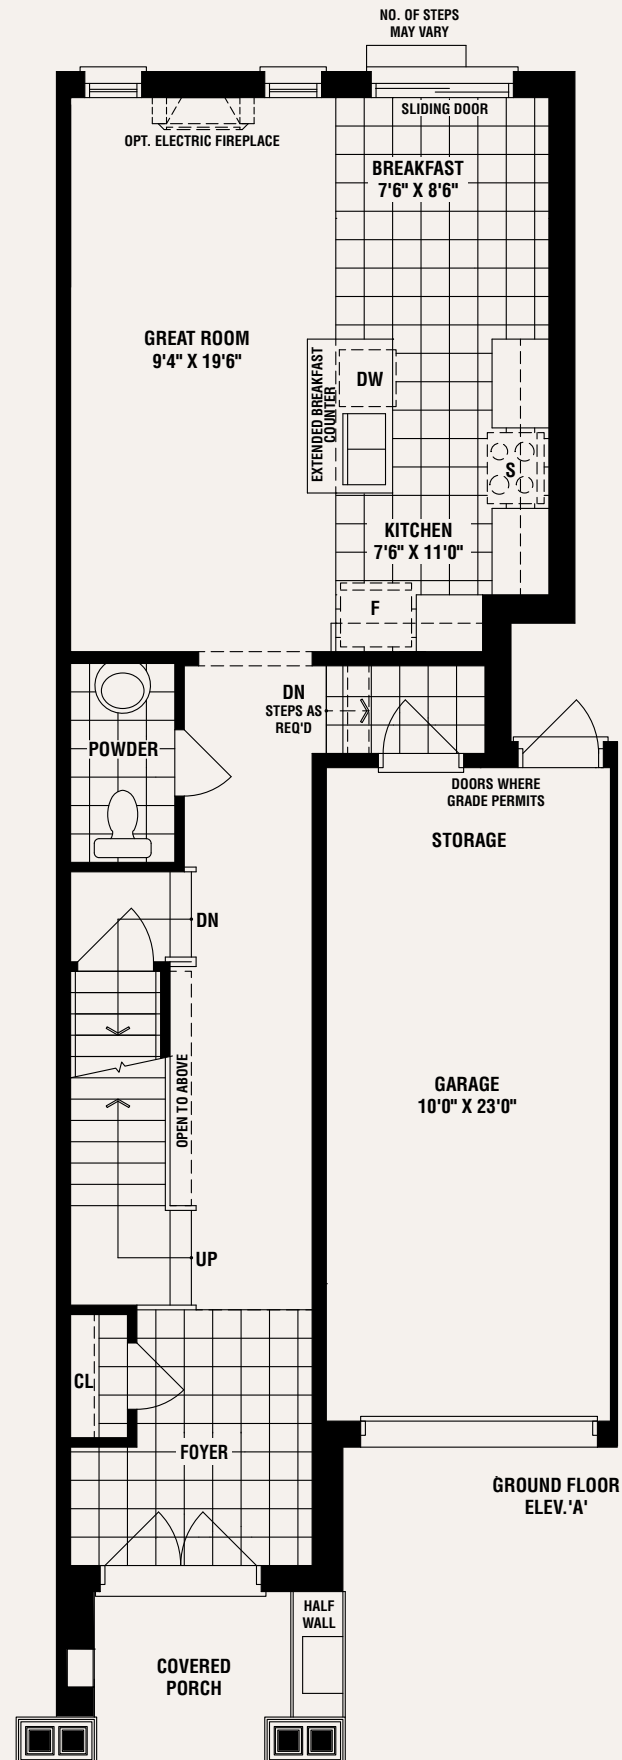 NO. OF STEPS
MAY VARY
SLIDING DOOR
OPT. ELECTRIC FIREPLACE
BREAKFAST
7'6" X 8'6"
GREAT ROOM
9'4" X 19'6"
EXTENDED BREAKFAST
COUNTER
DW
S
KITCHEN
7'6" X 11'0"
F
DN
STEPS AS
REQ'D
POWDER
DOORS WHERE
GRADE PERMITS
STORAGE
DN
OPEN TO ABOVE
GARAGE
10'0" X 23'0"
UP
CL
FOYER
GROUND FLOOR
ELEV.'A'
HALF
WALL
COVERED
PORCH